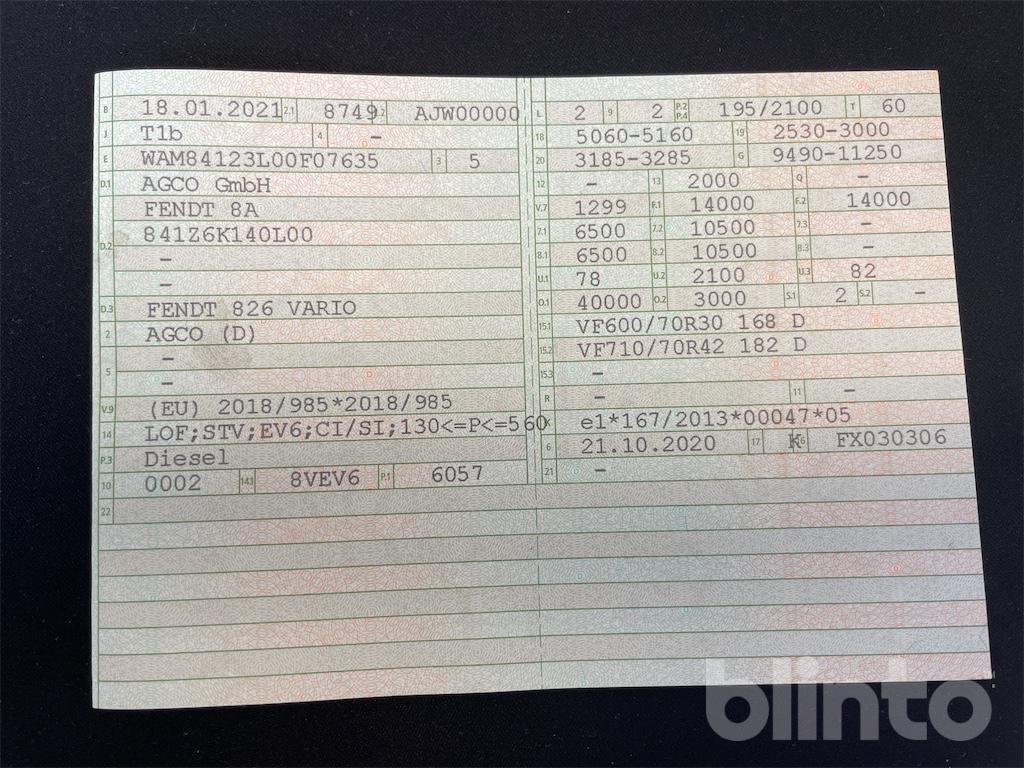 B 18.01.2021 2.1 8749 2.2 AJW00000
J T1b 4 –
E WAM84123L00F07635 3 5
D.1 AGCO GmbH
FENDT 8A
D.2 841Z6K140L00
–
–
D.3 FENDT 826 VARIO
2 AGCO (D)
5 –
–
V.9 (EU) 2018/985*2018/985
14 LOF;STV;EV6;CI/SI;130<=P<=560
P.3 Diesel
10 0002 14.1 8VEV6 P.1 6057
22
L 2 9 2 P.2 P.4 195/2100 T 60
18 5060-5160 19 2530-3000
20 3185-3285 G 9490-11250
12 – 13 2000 Q –
V.7 1299 F.1 14000 F.2 14000
7.1 6500 7.2 10500 7.3 –
8.1 6500 8.2 10500 8.3 –
U.1 78 U.2 2100 U.3 82
O.1 40000 O.2 3000 S.1 2 S.2 –
15.1 VF600/70R30 168 D
15.2 VF710/70R42 182 D
15.3 –
R – 11 –
K e1*167/2013*00047*05
6 21.10.2020 17 K 16 FX030306
21 –
blinto